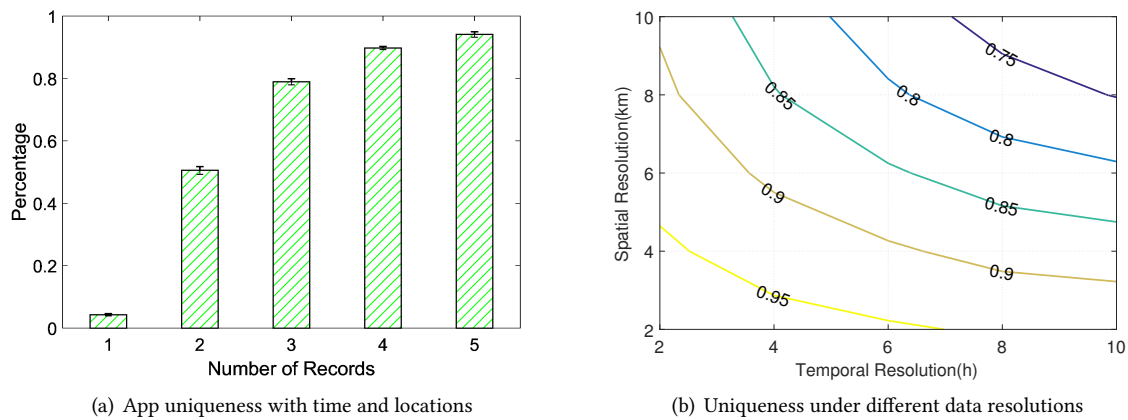 1
0.8
0.6
0.4
0.2
0
Percentage
1 2 3 4 5
Number of Records
(a) App uniqueness with time and locations
10
8
6
4
2
Spatial Resolution(km)
0.75
0.8
0.8
0.85
0.85
0.9
0.9
0.95
2 4 6 8 10
Temporal Resolution(h)
(b) Uniqueness under different data resolutions